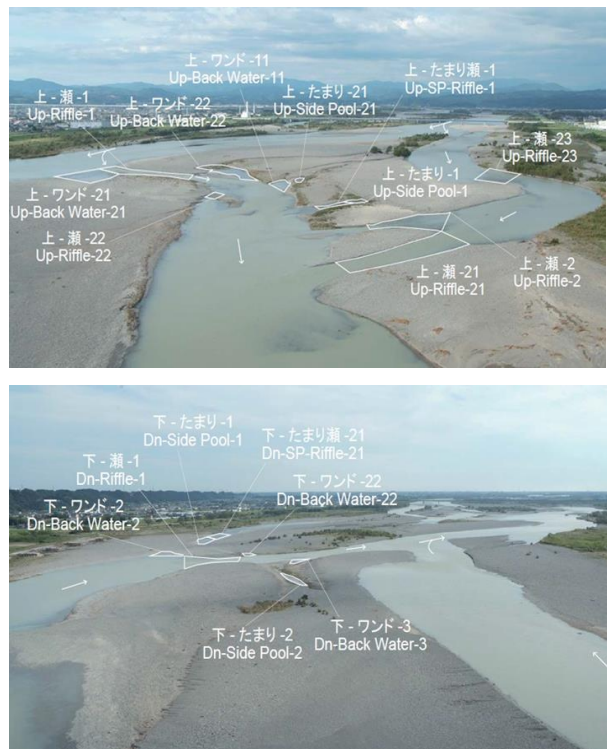 上 - 瀬 -1
Up-Riffle-1
上 - ワンド -22
Up-Back Water-22
上 - ワンド -11
Up-Back Water-11
上 - たまり -21
Up-Side Pool-21
上 - たまり瀬 -1
Up-SP-Riffle-1
上 - 瀬 -23
Up-Riffle-23
上 - ワンド -21
Up-Back Water-21
上 - 瀬 -22
Up-Riffle-22
上 - たまり -1
Up-Side Pool-1
上 - 瀬 -21
Up-Riffle-21
上 - 瀬 -2
Up-Riffle-2
下 - たまり -1
Dn-Side Pool-1
下 - たまり瀬 -21
Dn-SP-Riffle-21
下 - 瀬 -1
Dn-Riffle-1
下 - ワンド -22
Dn-Back Water-22
下 - ワンド -2
Dn-Back Water-2
下 - たまり -2
Dn-Side Pool-2
下 - ワンド -3
Dn-Back Water-3